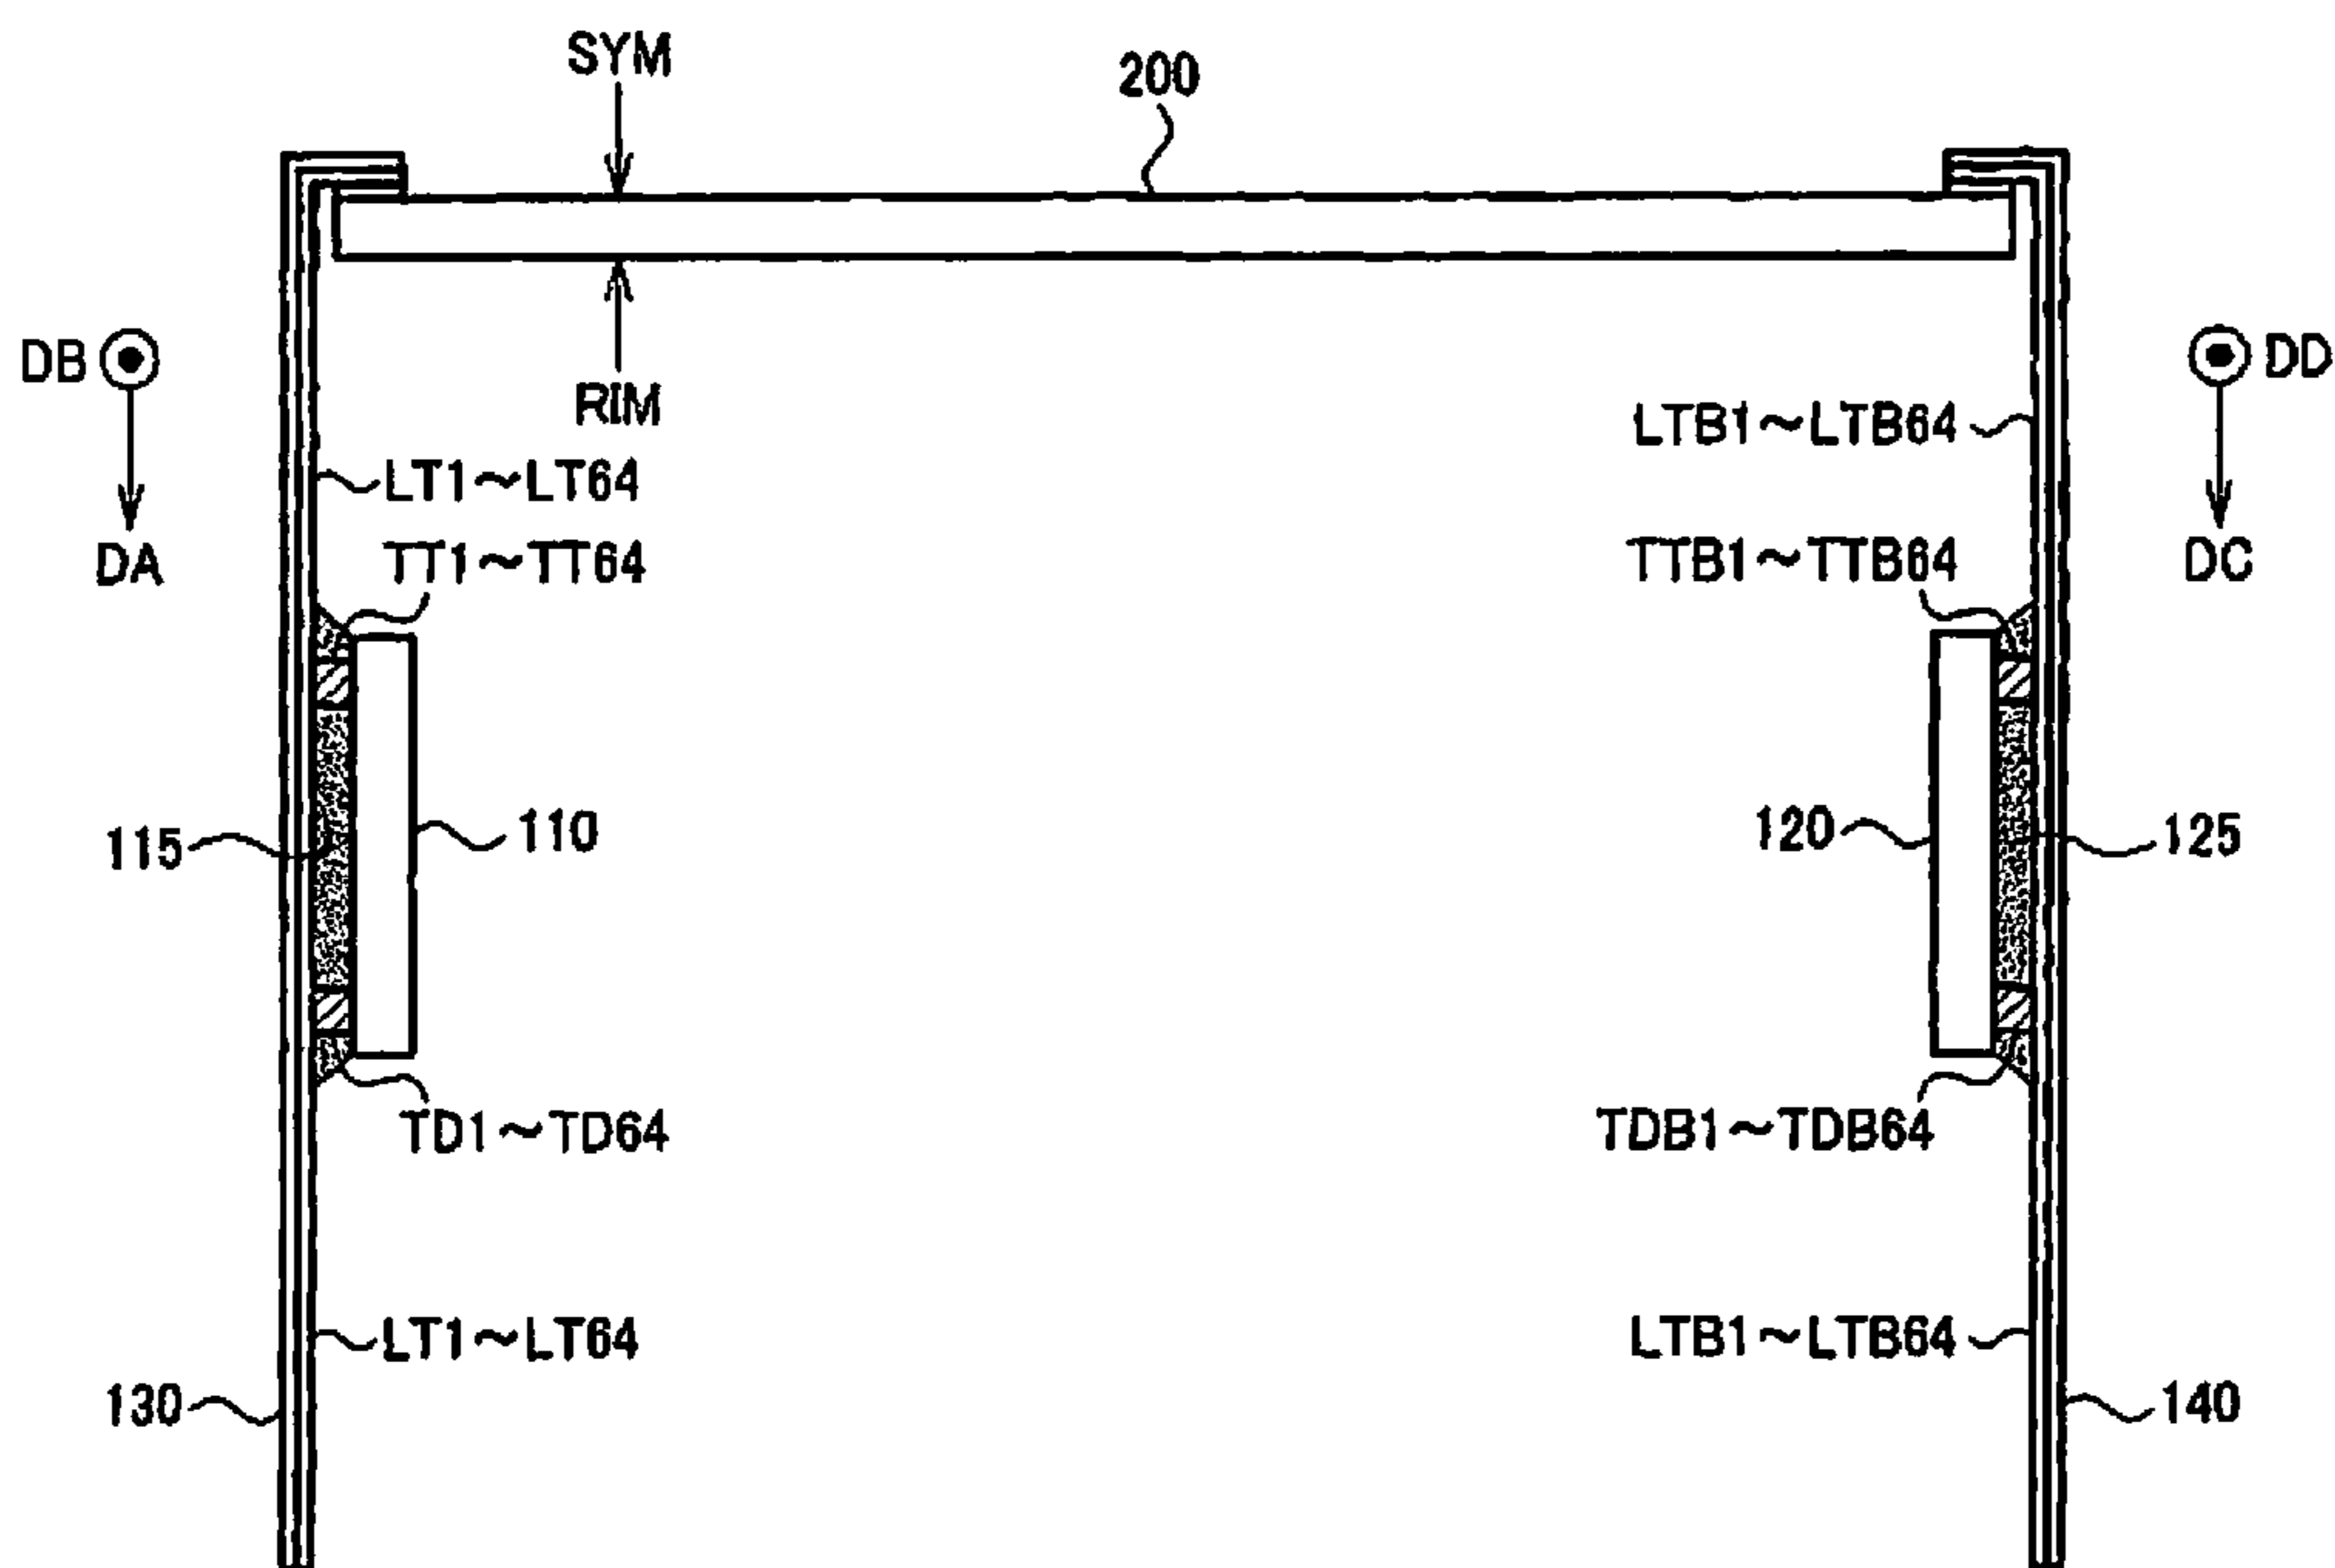 SYM
200
DB
DD
RIM
LTB1~LTB64
LT1~LT64
DA
TT1~TT64
TTB1~TTB64
DC
115
110
120
125
TD1~TD64
TDB1~TDB64
LT1~LT64
LTB1~LTB64
130
140